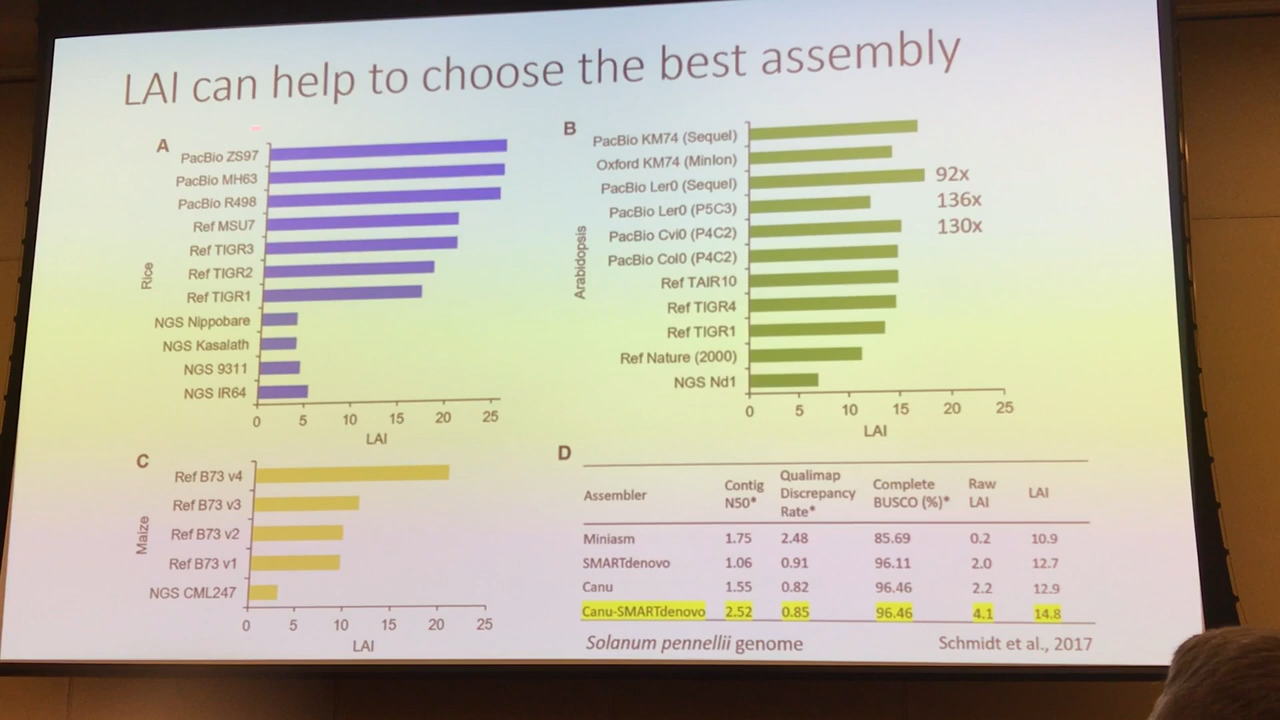 LAI can help to choose the best assembly
A
PacBio ZS97
PacBio MH63
PacBio R498
Ref MSU7
Ref TIGR3
Ref TIGR2
Ref TIGR1
NGS Nippobare
NGS Kasalath
NGS 9311
NGS IR64
Rice
0 5 10 15 20 25
LAI
B
PacBio KM74 (Sequel)
Oxford KM74 (MinIon)
PacBio Ler0 (Sequel) 92x
PacBio Ler0 (P5C3) 136x
PacBio Cvi0 (P4C2) 130x
PacBio Col0 (P4C2)
Ref TAIR10
Ref TIGR4
Ref TIGR1
Ref Nature (2000)
NGS Nd1
Arabidopsis
0 5 10 15 20 25
LAI
C
Ref B73 v4
Ref B73 v3
Ref B73 v2
Ref B73 v1
NGS CML247
Maize
0 5 10 15 20 25
LAI
D
Assembler Contig N50* Qualimap Discrepancy Rate* Complete BUSCO (%)* Raw LAI LAI
Miniasm 1.75 2.48 85.69 0.2 10.9
SMARTdenovo 1.06 0.91 96.11 2.0 12.7
Canu 1.55 0.82 96.46 2.2 12.9
Canu-SMARTdenovo 2.52 0.85 96.46 4.1 14.8
Solanum pennellii genome Schmidt et al., 2017